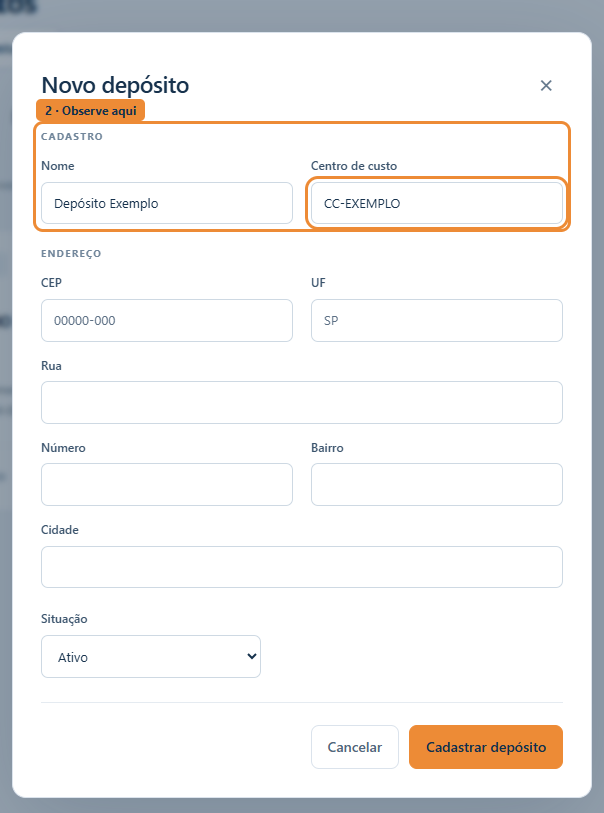 Novo depósito
2 · Observe aqui
CADASTRO
Nome
Centro de custo
Depósito Exemplo
CC-EXEMPLO
ENDEREÇO
CEP
UF
00000-000
SP
Rua
Número
Bairro
Cidade
Situação
Ativo
Cancelar
Cadastrar depósito